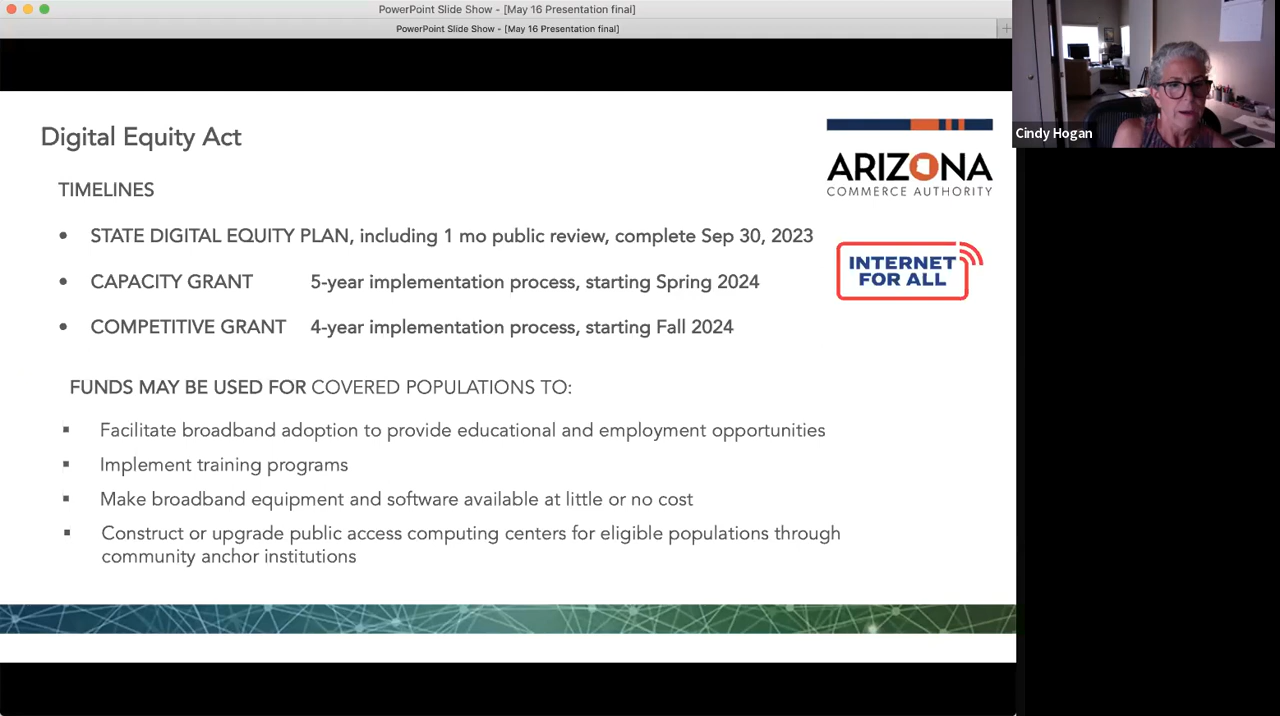 PowerPoint Slide Show - [May 16 Presentation final]
PowerPoint Slide Show - [May 16 Presentation final]
Cindy Hogan
Digital Equity Act
ARIZONA
COMMERCE AUTHORITY
TIMELINES
• STATE DIGITAL EQUITY PLAN, including 1 mo public review, complete Sep 30, 2023
INTERNET
FOR ALL
• CAPACITY GRANT 5-year implementation process, starting Spring 2024
• COMPETITIVE GRANT 4-year implementation process, starting Fall 2024
FUNDS MAY BE USED FOR COVERED POPULATIONS TO:
▪ Facilitate broadband adoption to provide educational and employment opportunities
▪ Implement training programs
▪ Make broadband equipment and software available at little or no cost
▪ Construct or upgrade public access computing centers for eligible populations through
community anchor institutions